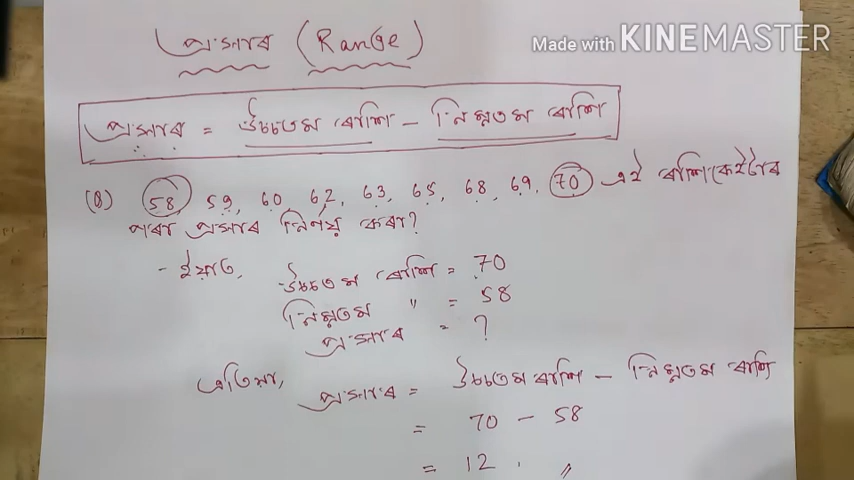 প্ৰসাৰ (Range)
Made with KINEMASTER
প্ৰসাৰ = উচ্চতম ৰাশি - নিম্নতম ৰাশি
(Q) 58, 59, 60, 62, 63, 65, 68, 69, 70 এই ৰাশিকেইটাৰ
পৰা প্ৰসাৰ নিৰ্ণয় কৰা?
- ইয়াত, উচ্চতম ৰাশি = 70
নিম্নতম " = 58
প্ৰসাৰ = ?
এতিয়া, প্ৰসাৰ = উচ্চতম ৰাশি - নিম্নতম ৰাশি
= 70 - 58
= 12 . //